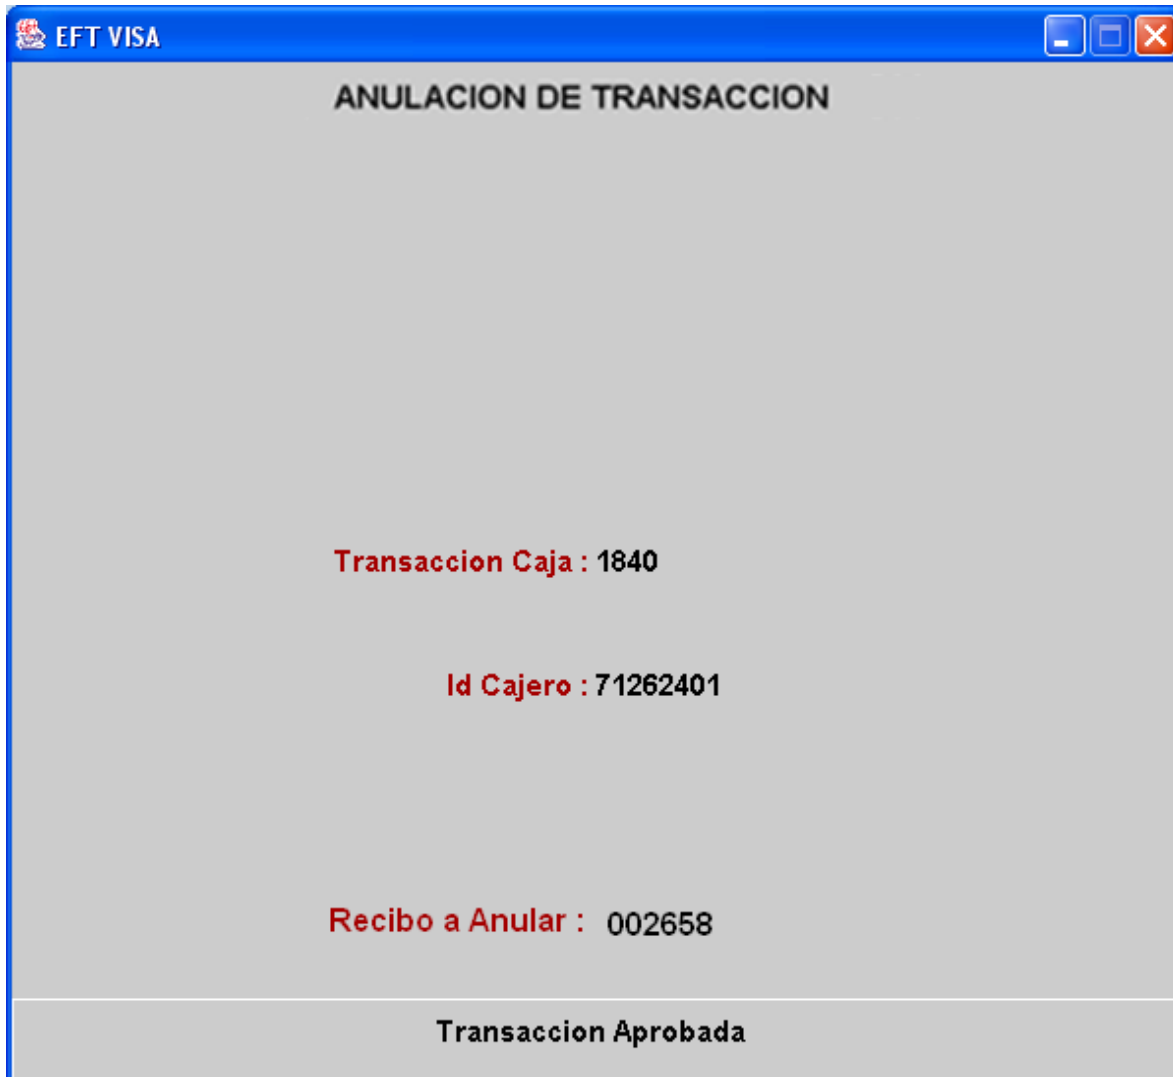 EFT VISA
ANULACION DE TRANSACCION
Transaccion Caja : 1840
Id Cajero : 71262401
Recibo a Anular : 002658
Transaccion Aprobada